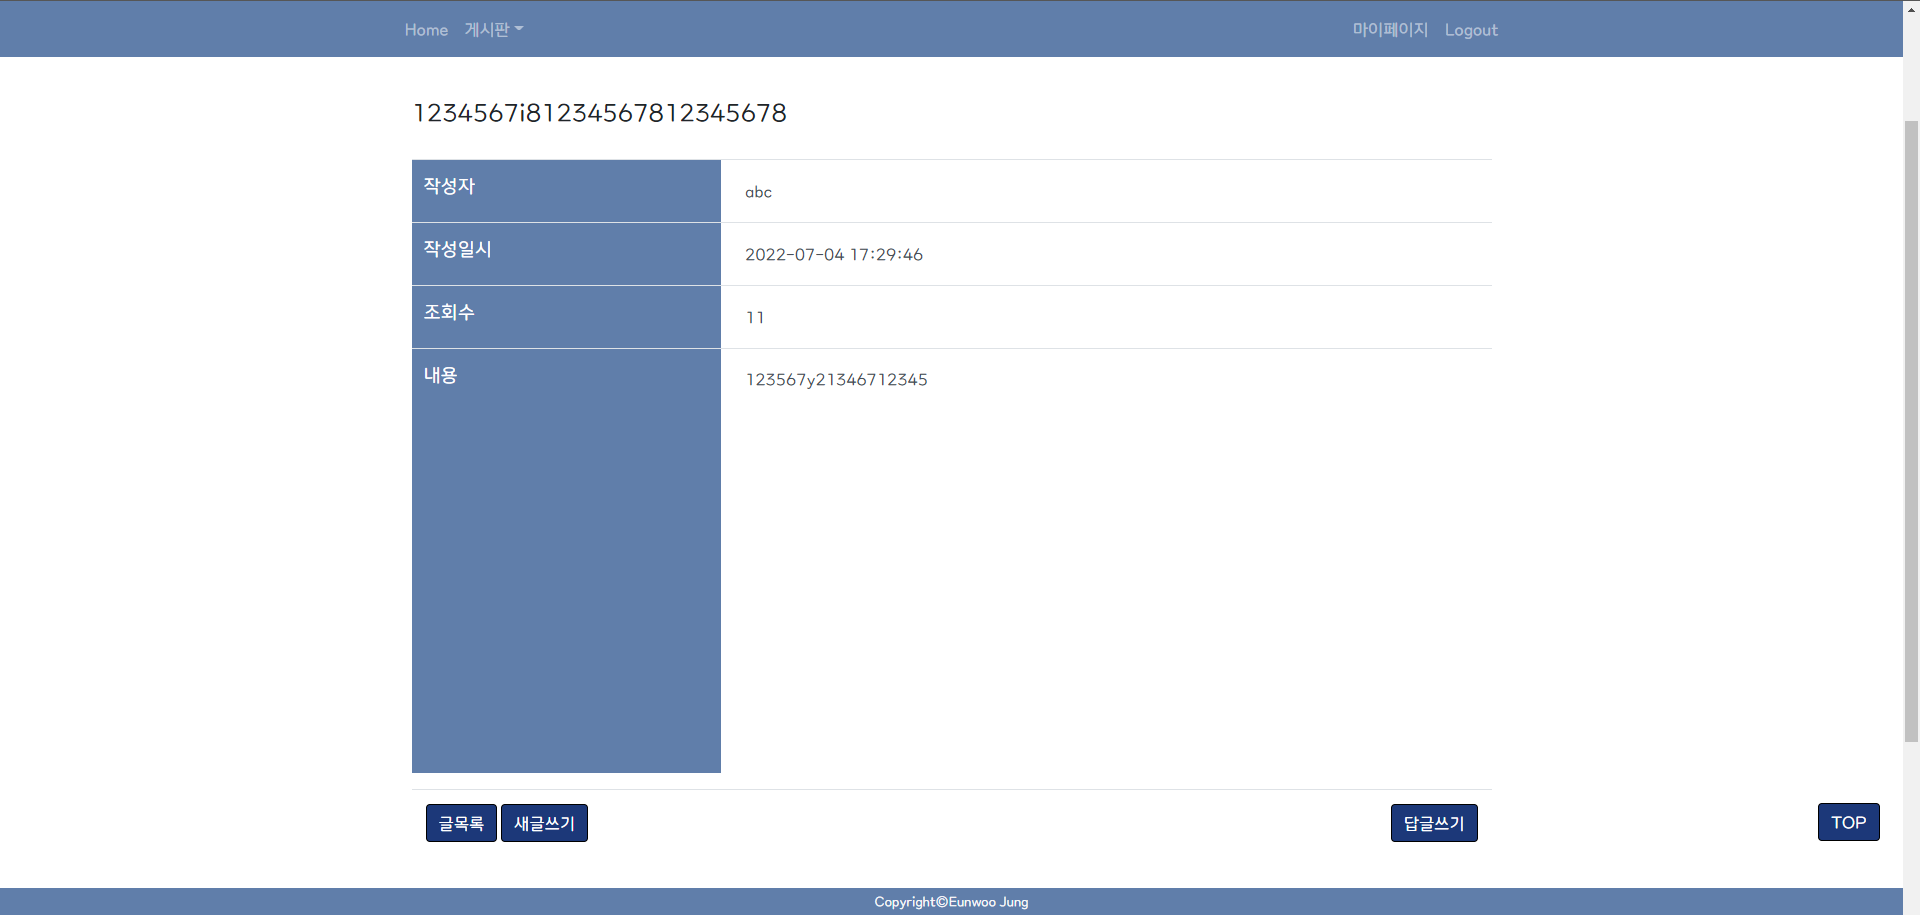 Home 게시판 마이페이지 Logout
1234567i812345678​12345678
작성자 abc
작성일시 2022-07-04 17:29:46
조회수 11
내용 123567y21346712345
글목록 새글쓰기 답글쓰기 TOP
Copyright©Eunwoo Jung